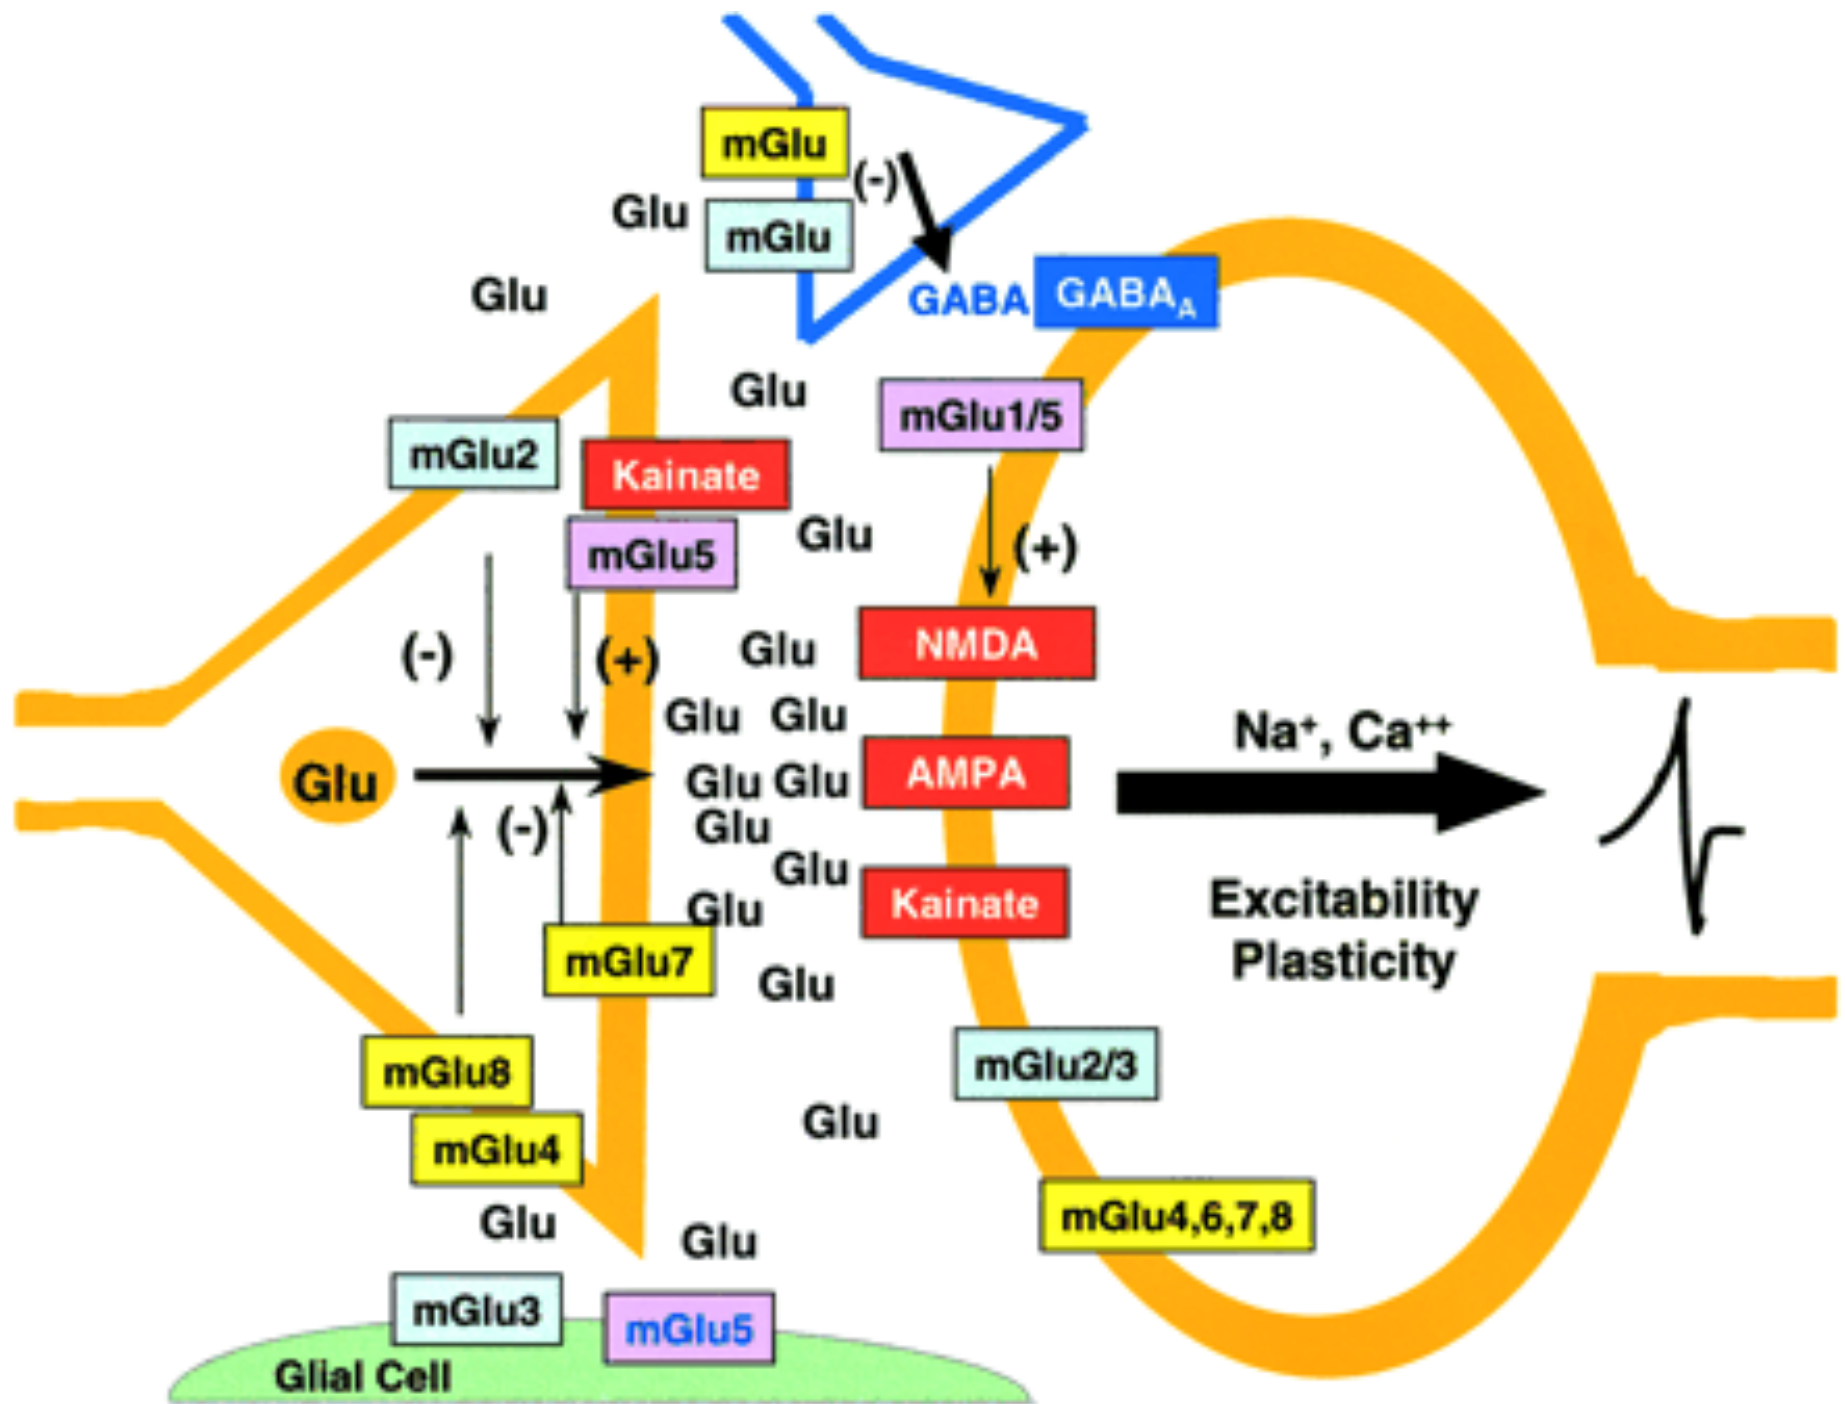 mGlu
(-)
Glu
mGlu
Glu
GABA
GABAA
Glu
mGlu1/5
mGlu2
Kainate
Glu
mGlu5
(+)
(-)
(+)
Glu
NMDA
Glu
Glu
Na+, Ca++
Glu
Glu
Glu
AMPA
(-)
Glu
Glu
Glu
Kainate
Excitability
Plasticity
mGlu7
Glu
mGlu8
mGlu2/3
Glu
mGlu4
Glu
Glu
mGlu4,6,7,8
mGlu3
mGlu5
Glial Cell